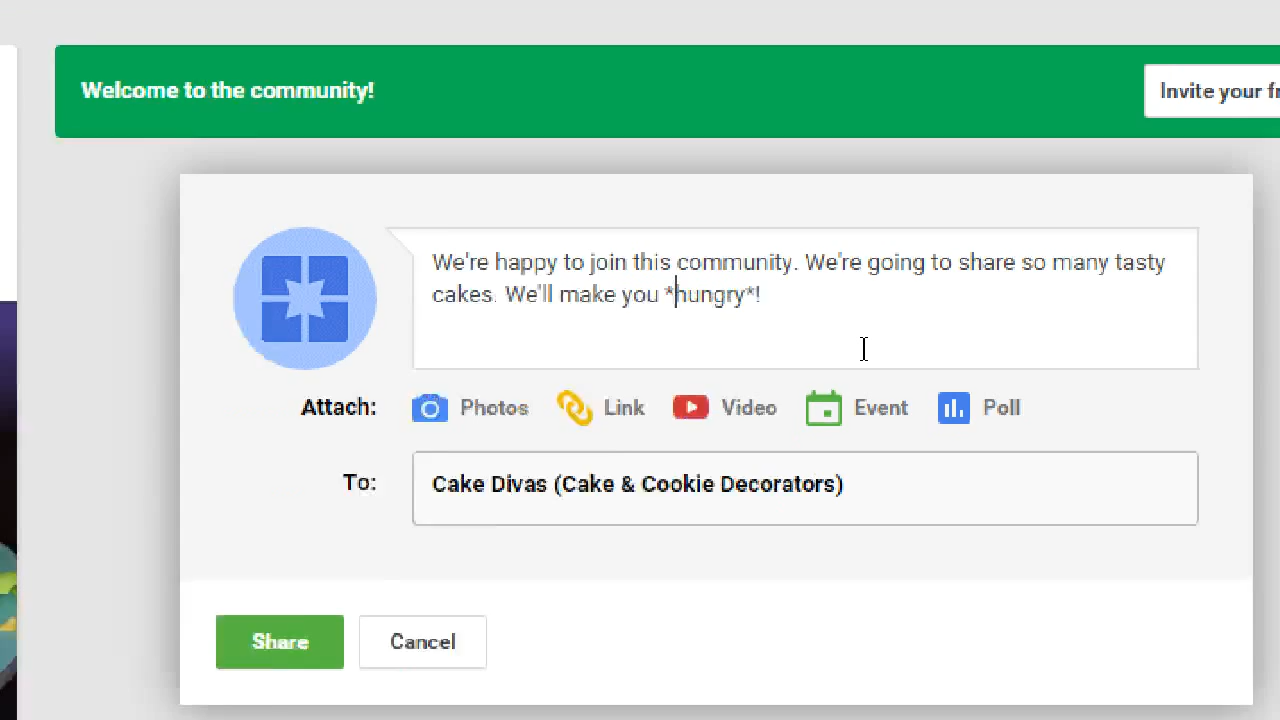 Welcome to the community!
Invite your fr
We're happy to join this community. We're going to share so many tasty
cakes. We'll make you *hungry*!
Attach: Photos Link Video Event Poll
To: Cake Divas (Cake & Cookie Decorators)
Share Cancel